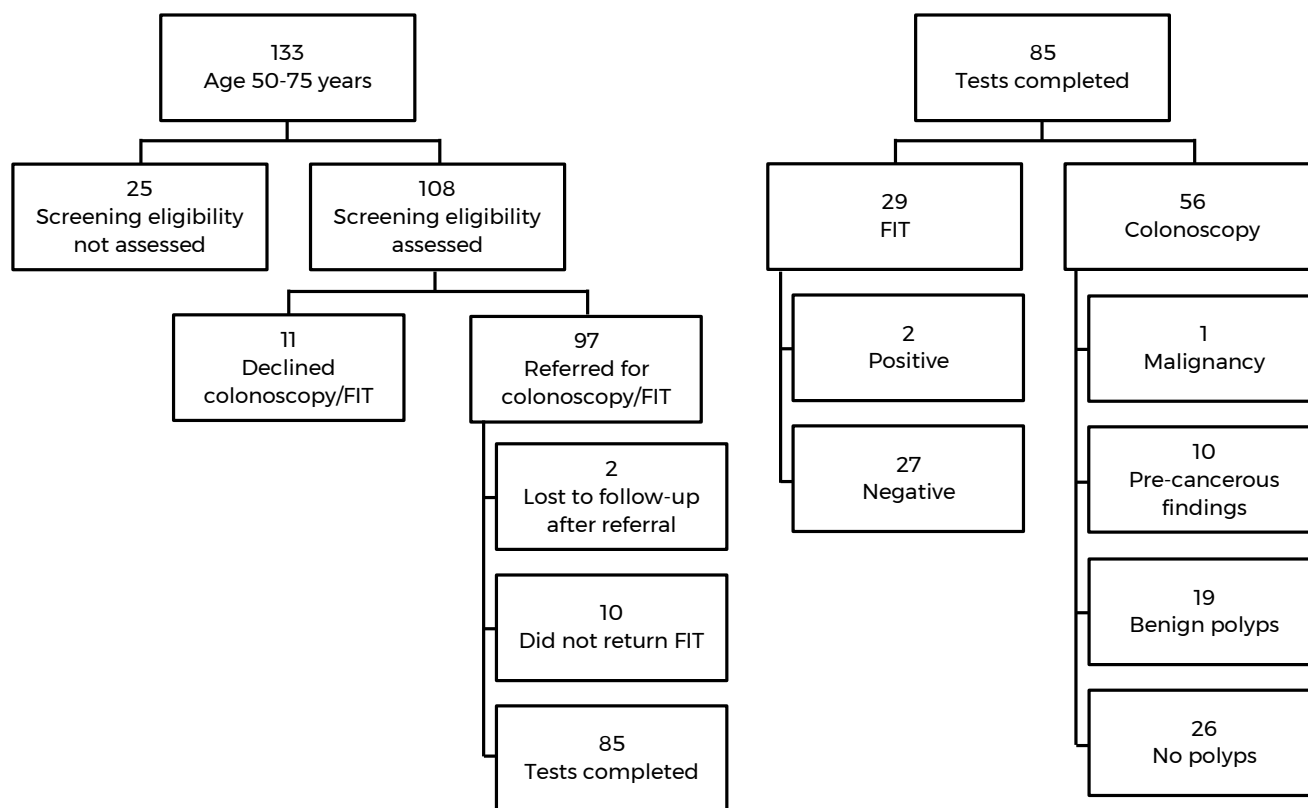 133
Age 50-75 years
25
Screening eligibility
not assessed
108
Screening eligibility
assessed
11
Declined
colonoscopy/FIT
97
Referred for
colonoscopy/FIT
2
Lost to follow-up
after referral
10
Did not return FIT
85
Tests completed
85
Tests completed
29
FIT
56
Colonoscopy
2
Positive
27
Negative
1
Malignancy
10
Pre-cancerous
findings
19
Benign polyps
26
No polyps